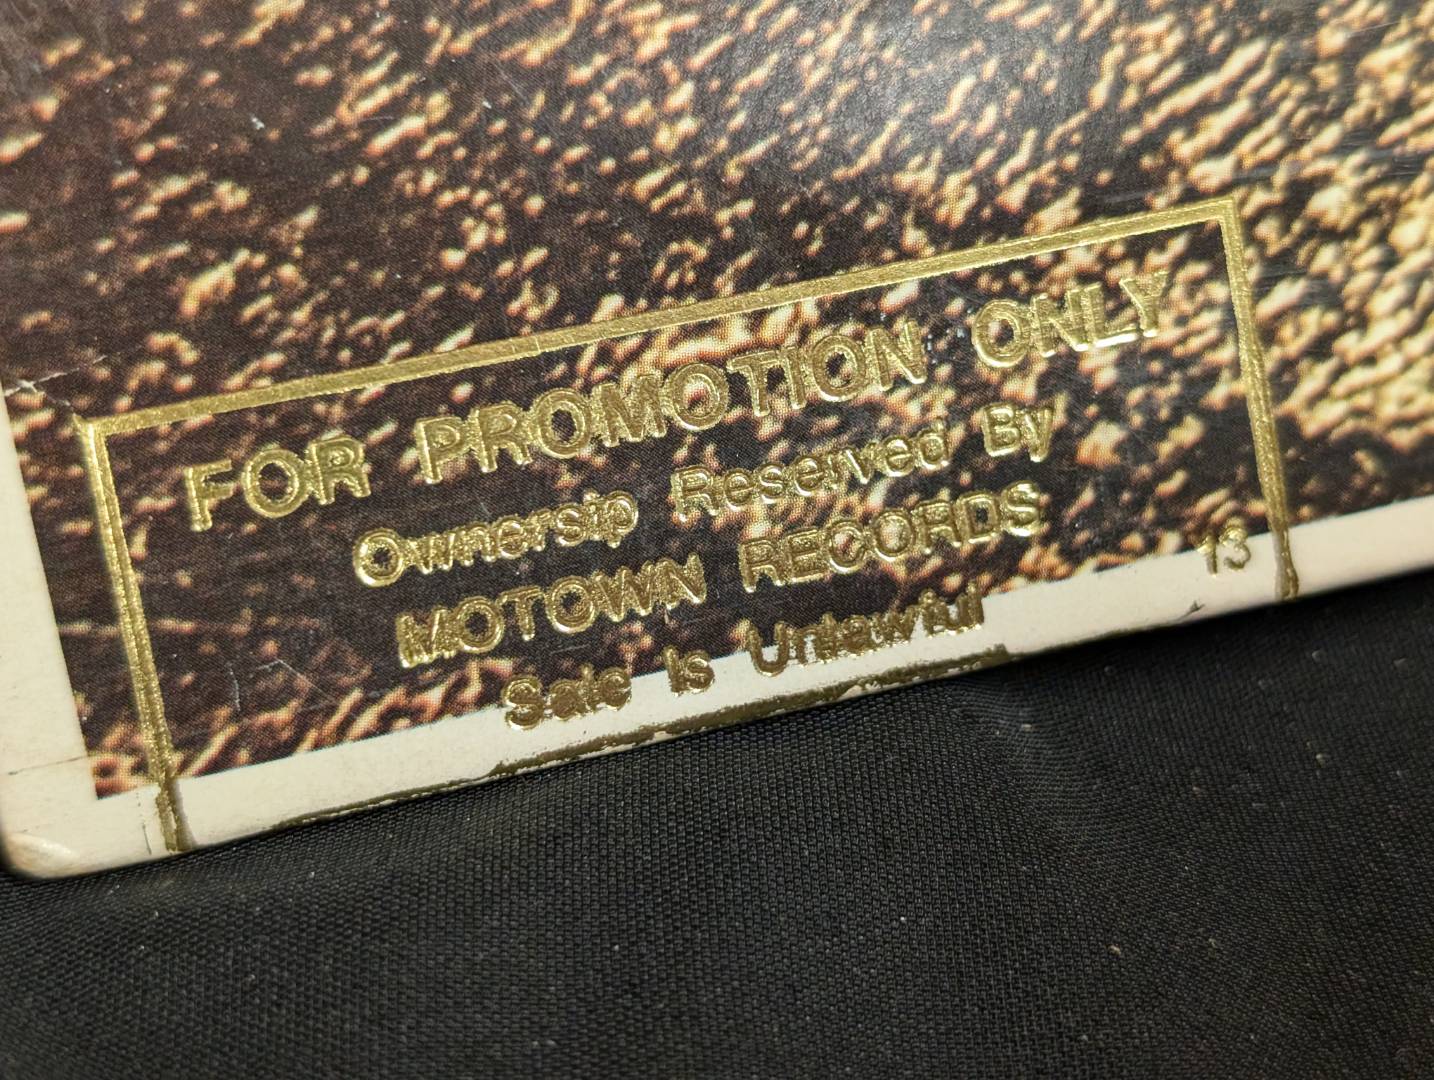 FOR PROMOTION ONLY
Ownersip Reserved By
MOTOWN RECORDS
Sale Is Unlawful
13